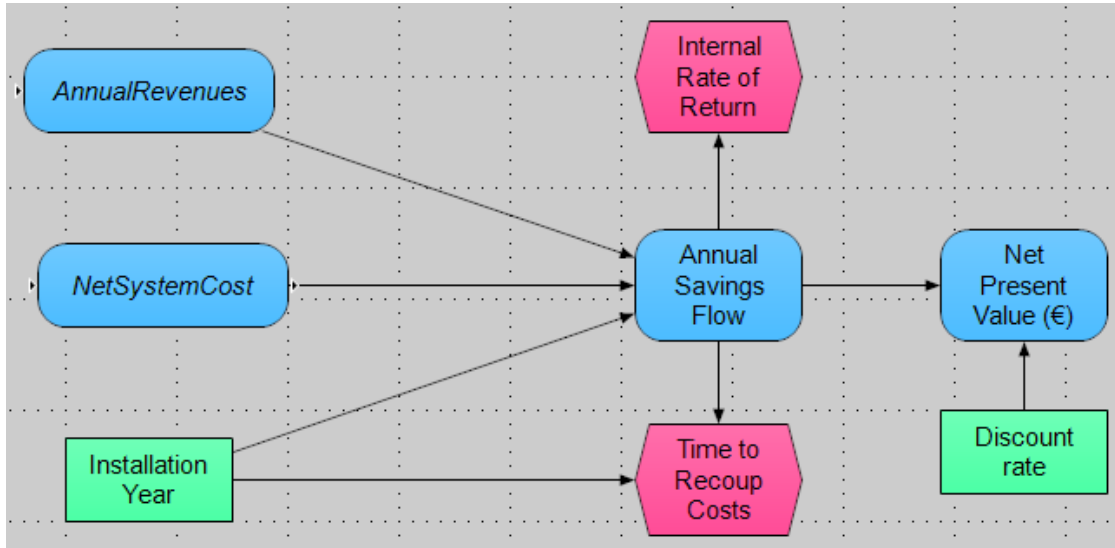 Internal
Rate of
Return
AnnualRevenues
NetSystemCost
Annual
Savings
Flow
Net
Present
Value (€)
Installation
Year
Time to
Recoup
Costs
Discount
rate